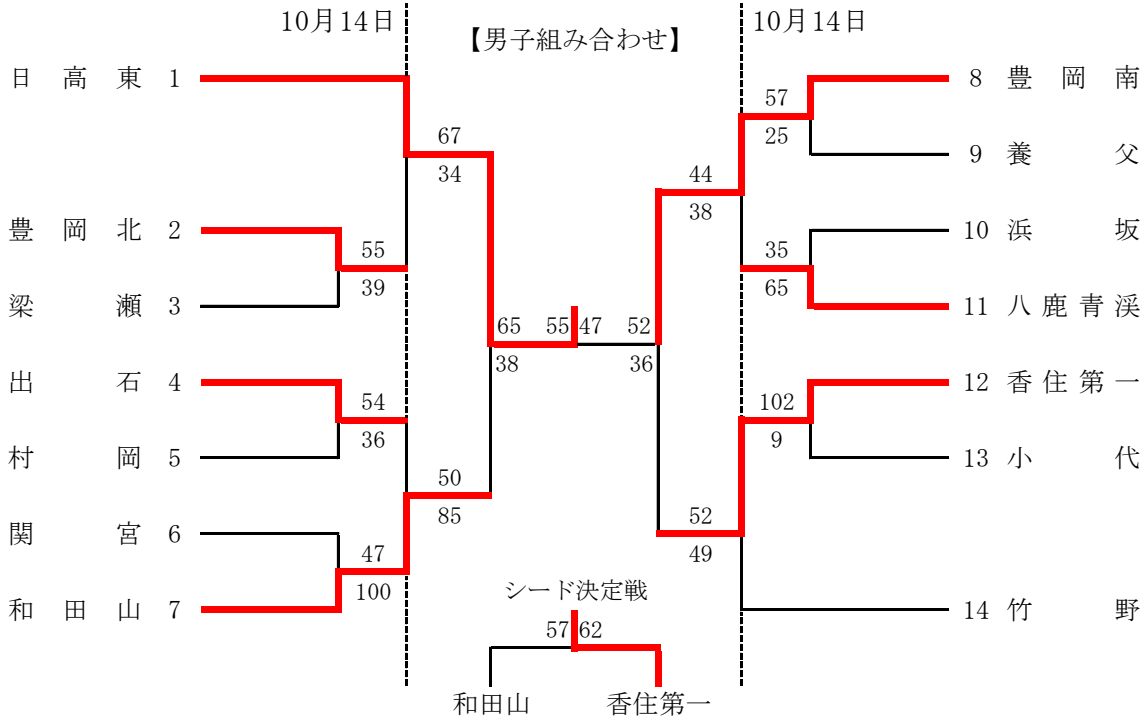 10月14日
【男子組み合わせ】
10月14日
日高東 1
豊岡北 2
梁瀬 3
出石 4
村岡 5
関宮 6
和田山 7
55
39
54
36
47
100
67
34
50
85
65
38
55 47
52
36
44
38
52
49
57
25
35
65
102
9
8 豊岡南
9 養父
10 浜坂
11 八鹿青渓
12 香住第一
13 小代
14 竹野
シード決定戦
57 62
和田山 香住第一